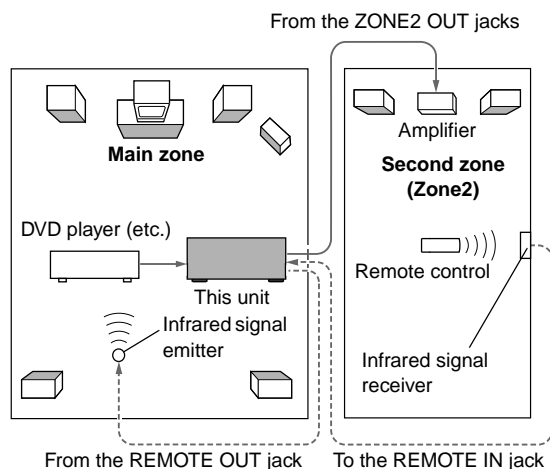 From the ZONE2 OUT jacks
Main zone
Amplifier
Second zone
(Zone2)
DVD player (etc.)
This unit
Remote control
Infrared signal
emitter
Infrared signal
receiver
From the REMOTE OUT jack
To the REMOTE IN jack